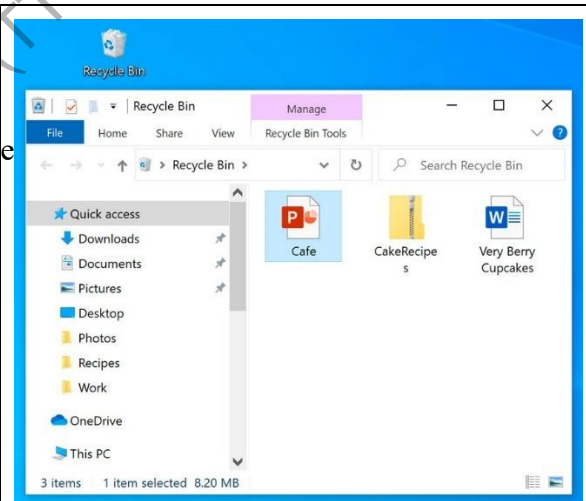 Recycle Bin
Recycle Bin
Manage
File
Home
Share
View
Recycle Bin Tools
e
Recycle Bin
Search Recycle Bin
Quick access
Downloads
Documents
Pictures
Desktop
Photos
Recipes
Work
OneDrive
This PC
Cafe
CakeRecipe
s
Very Berry
Cupcakes
3 items 1 item selected 8.20 MB